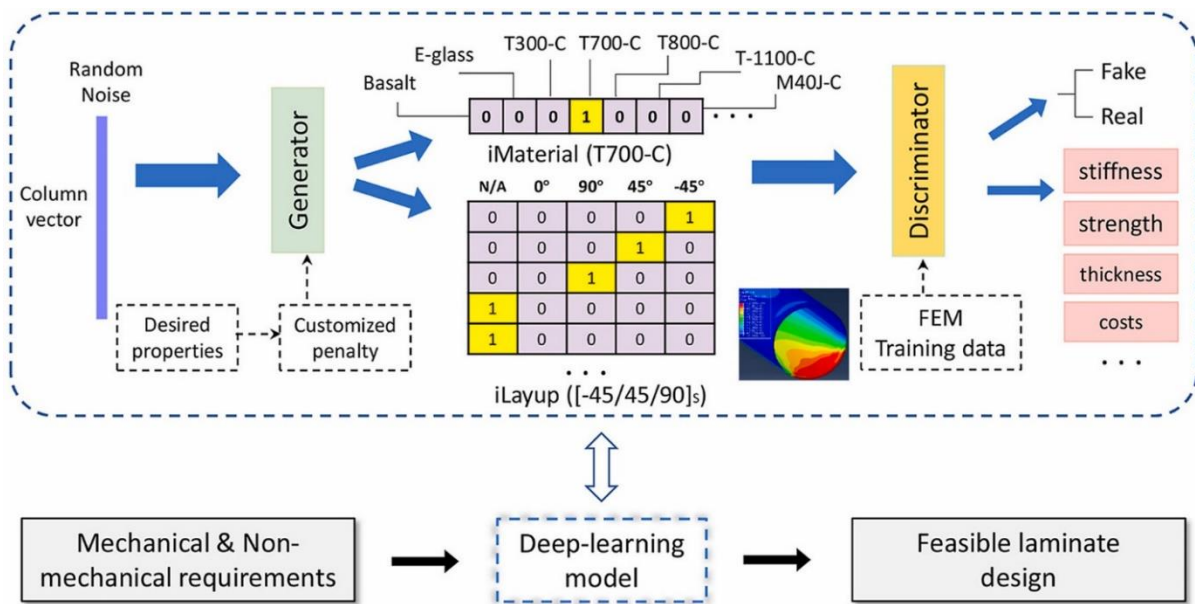 Random
Noise
Column
vector
Generator
Desired
properties
Customized
penalty
Basalt
E-glass
T300-C
T700-C
T800-C
T-1100-C
M40J-C
0 0 0 1 0 0 0 • • •
iMaterial (T700-C)
N/A 0° 90° 45° -45°
0 0 0 0 1
0 0 0 1 0
0 0 1 0 0
1 0 0 0 0
1 0 0 0 0
• • •
iLayup ([-45/45/90]s)
Discriminator
FEM
Training data
Fake
Real
stiffness
strength
thickness
costs
• • •
Mechanical & Non-
mechanical requirements
Deep-learning
model
Feasible laminate
design